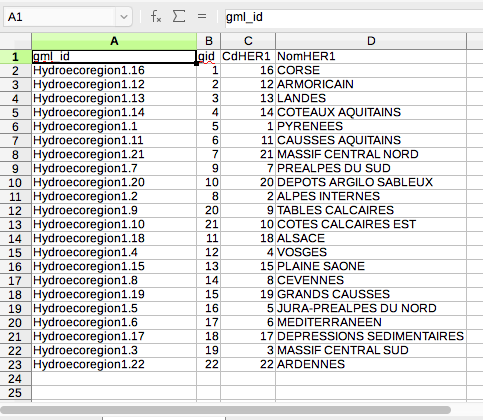 A1 fx Σ = gml_id
A B C D
1 gml_id gid CdHER1 NomHER1
2 Hydroecoregion1.16 1 16 CORSE
3 Hydroecoregion1.12 2 12 ARMORICAIN
4 Hydroecoregion1.13 3 13 LANDES
5 Hydroecoregion1.14 4 14 COTEAUX AQUITAINS
6 Hydroecoregion1.1 5 1 PYRENEES
7 Hydroecoregion1.11 6 11 CAUSSES AQUITAINS
8 Hydroecoregion1.21 7 21 MASSIF CENTRAL NORD
9 Hydroecoregion1.7 9 7 PREALPES DU SUD
10 Hydroecoregion1.20 10 20 DEPOTS ARGILO SABLEUX
11 Hydroecoregion1.2 8 2 ALPES INTERNES
12 Hydroecoregion1.9 20 9 TABLES CALCAIRES
13 Hydroecoregion1.10 21 10 COTES CALCAIRES EST
14 Hydroecoregion1.18 11 18 ALSACE
15 Hydroecoregion1.4 12 4 VOSGES
16 Hydroecoregion1.15 13 15 PLAINE SAONE
17 Hydroecoregion1.8 14 8 CEVENNES
18 Hydroecoregion1.19 15 19 GRANDS CAUSSES
19 Hydroecoregion1.5 16 5 JURA-PREALPES DU NORD
20 Hydroecoregion1.6 17 6 MEDITERRANEEN
21 Hydroecoregion1.17 18 17 DEPRESSIONS SEDIMENTAIRES
22 Hydroecoregion1.3 19 3 MASSIF CENTRAL SUD
23 Hydroecoregion1.22 22 22 ARDENNES
24
25